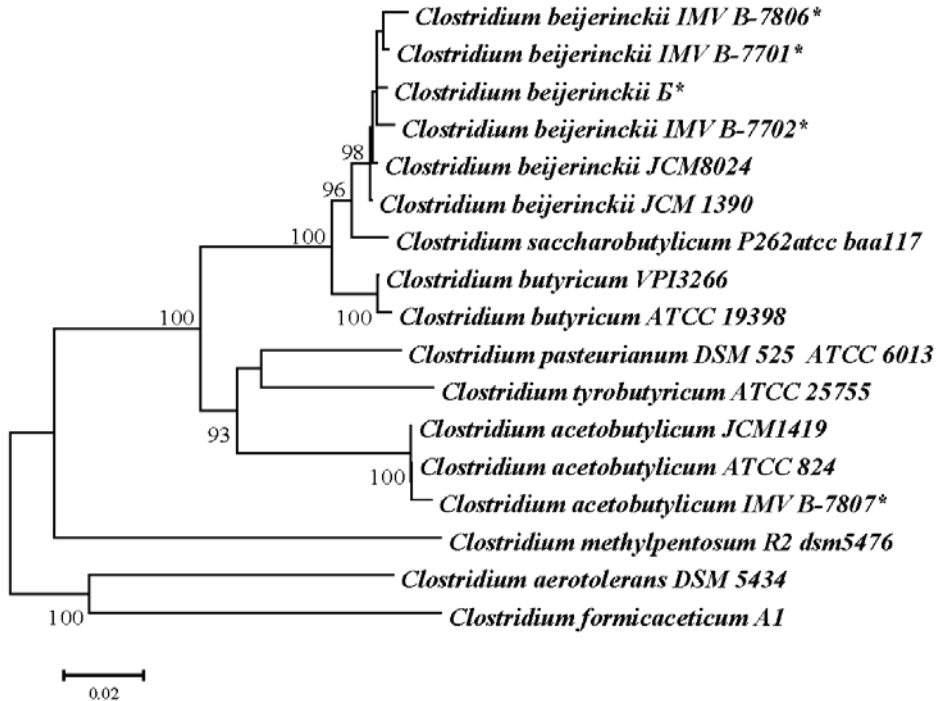 Clostridium beijerinckii IMV B-7806*
Clostridium beijerinckii IMV B-7701*
Clostridium beijerinckii Б*
Clostridium beijerinckii IMV B-7702*
98
Clostridium beijerinckii JCM8024
96
Clostridium beijerinckii JCM 1390
100
Clostridium saccharobutylicum P262atcc baa117
Clostridium butyricum VPI3266
100
Clostridium butyricum ATCC 19398
100
Clostridium pasteurianum DSM 525 ATCC 6013
Clostridium tyrobutyricum ATCC 25755
93
Clostridium acetobutylicum JCM1419
Clostridium acetobutylicum ATCC 824
100
Clostridium acetobutylicum IMV B-7807*
Clostridium methylpentosum R2 dsm5476
Clostridium aerotolerans DSM 5434
100
Clostridium formicaceticum A1
0.02